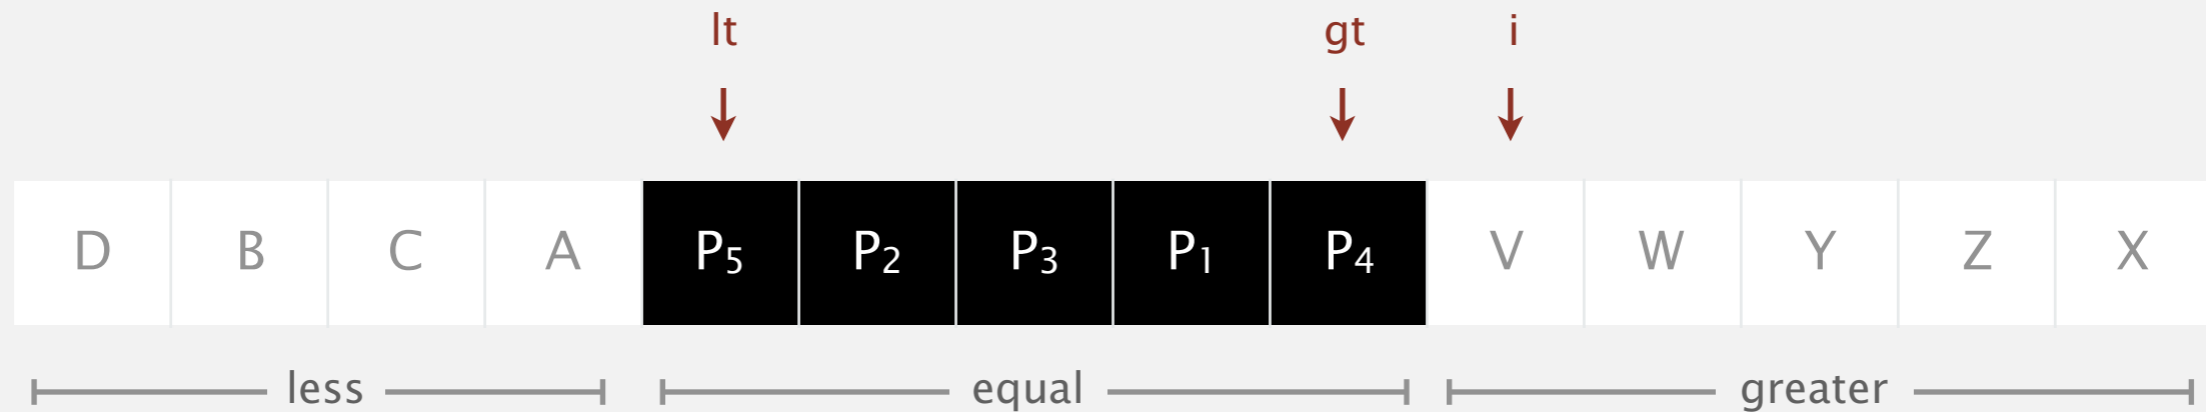 lt gt i
D B C A P₅ P₂ P₃ P₁ P₄ V W Y Z X
less equal greater